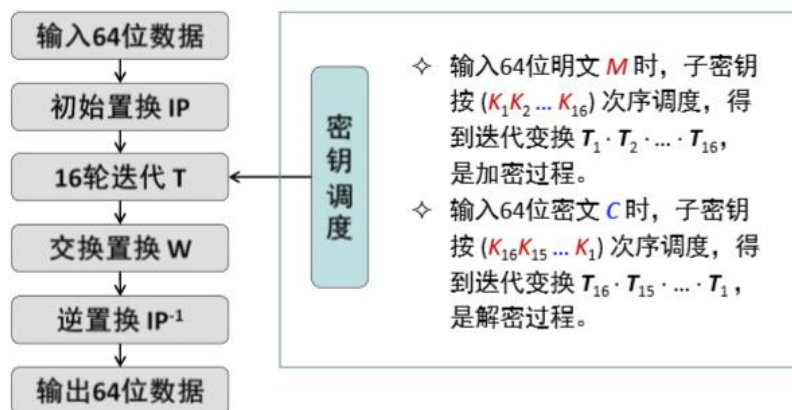 输入64位数据
初始置换 IP
16轮迭代 T
交换置换 W
逆置换 IP⁻¹
输出64位数据
密钥调度
✧ 输入64位明文 M 时，子密钥
按 (K₁K₂ ... K₁₆) 次序调度，得
到迭代变换 T₁ · T₂ · ... · T₁₆，
是加密过程。
✧ 输入64位密文 C 时，子密钥
按 (K₁₆K₁₅ ... K₁) 次序调度，得
到迭代变换 T₁₆ · T₁₅ · ... · T₁，
是解密过程。